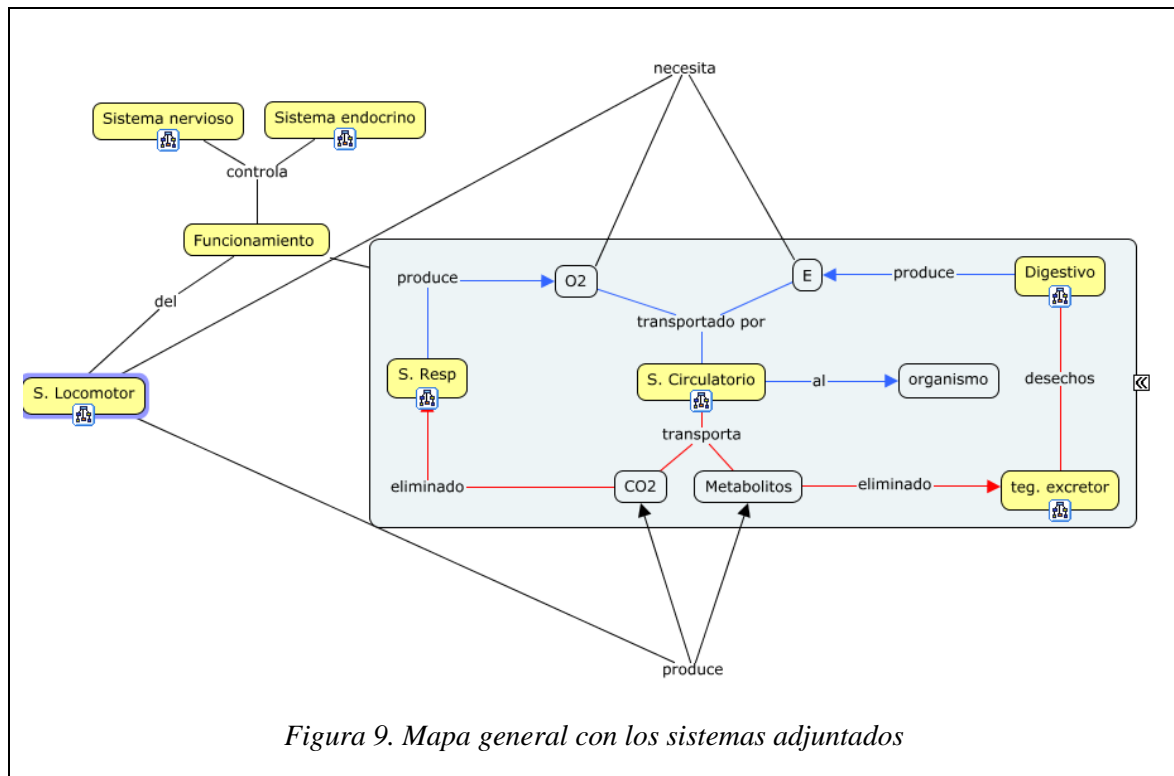 necesita
Sistema nervioso
Sistema endocrino
controla
Funcionamiento
del
S. Locomotor
produce
O2
E
produce
Digestivo
transportado por
S. Resp
S. Circulatorio
al
organismo
desechos
transporta
eliminado
CO2
Metabolitos
eliminado
teg. excretor
produce
Figura 9. Mapa general con los sistemas adjuntados